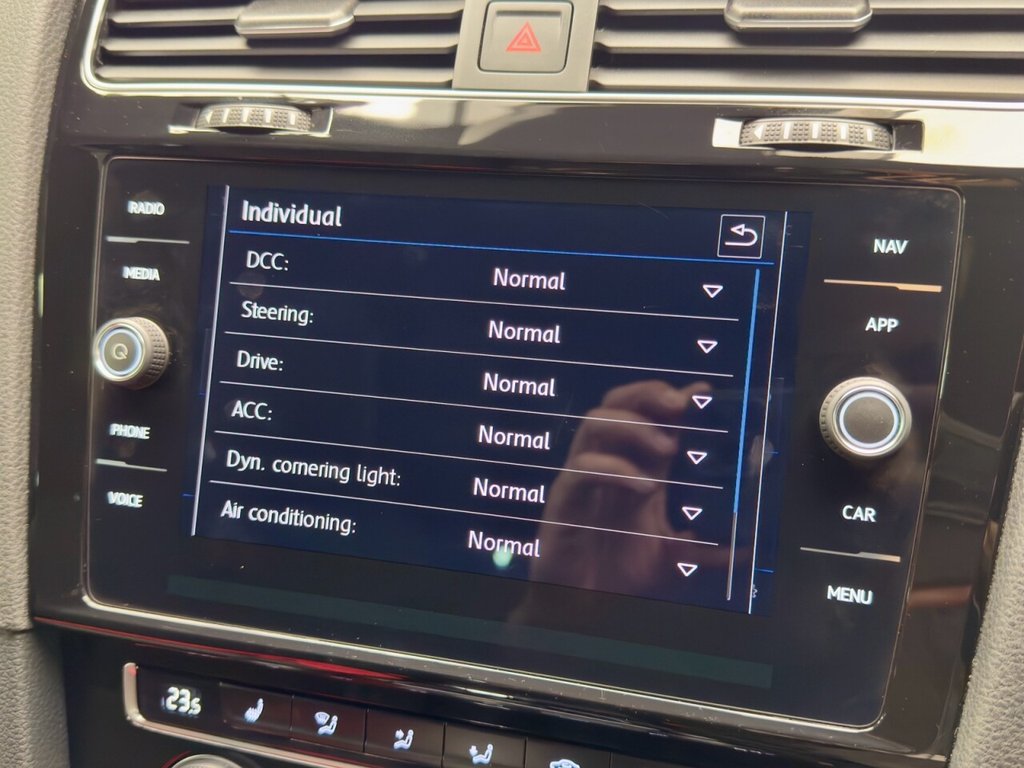 RADIO
MEDIA
PHONE
VOICE
Individual
DCC: Normal
Steering: Normal
Drive: Normal
ACC: Normal
Dyn. cornering light: Normal
Air conditioning: Normal
NAV
APP
CAR
MENU
23.5